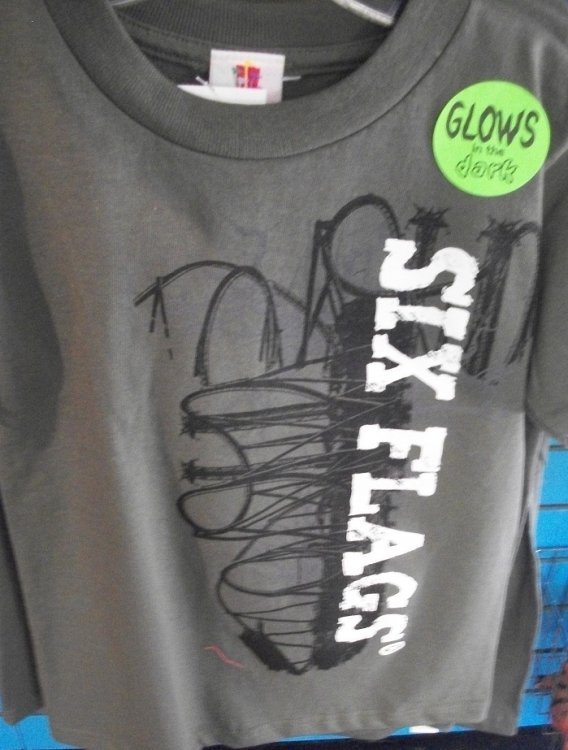 GLOWS
in the
dark
SIX FLAGS